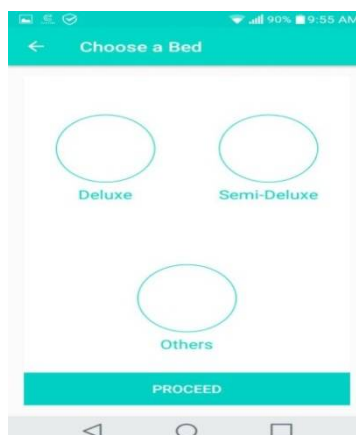 90% 9:55 AM
Choose a Bed
Deluxe Semi-Deluxe
Others
PROCEED